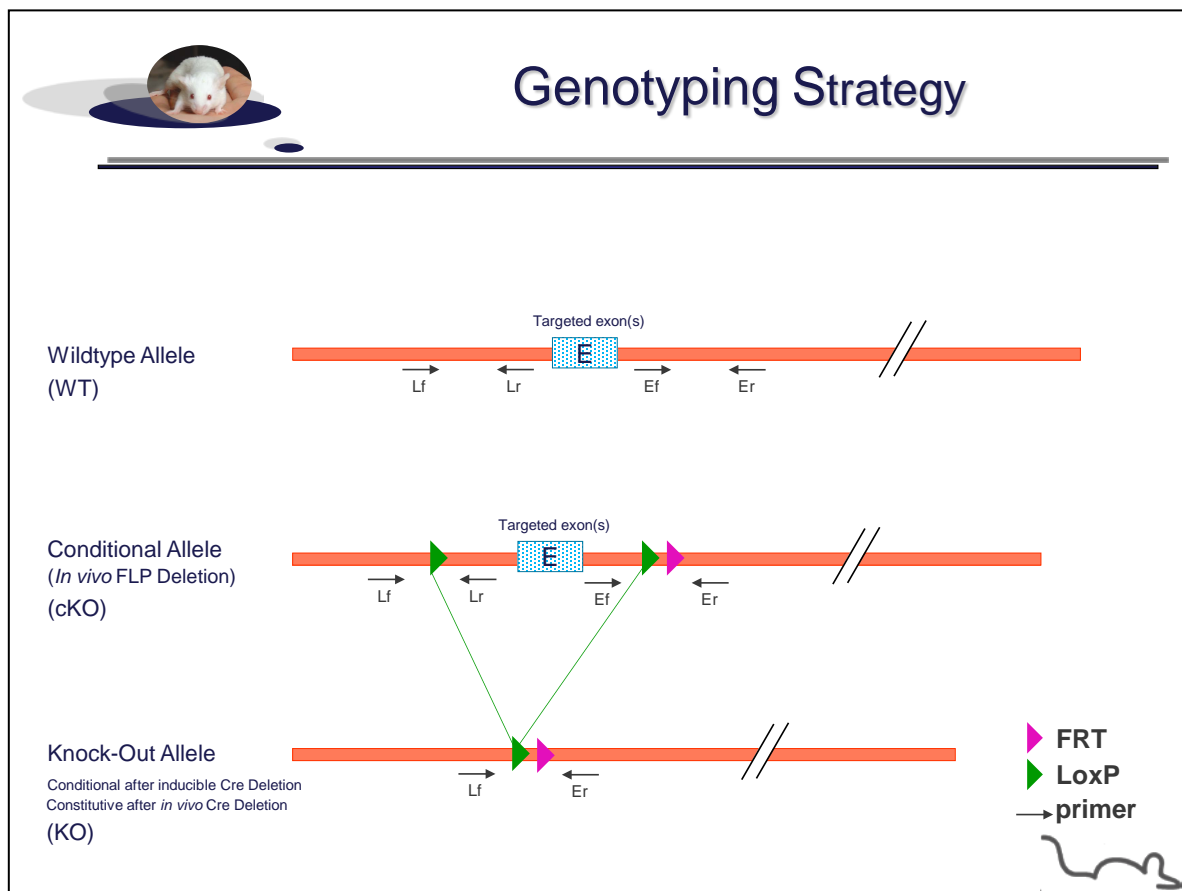 Genotyping Strategy
Targeted exon(s)
Wildtype Allele
(WT)
E
Lf
Lr
Ef
Er
Targeted exon(s)
Conditional Allele
(In vivo FLP Deletion)
(cKO)
E
Lf
Lr
Ef
Er
Knock-Out Allele
Conditional after inducible Cre Deletion
Constitutive after in vivo Cre Deletion
(KO)
Lf
Er
FRT
LoxP
primer